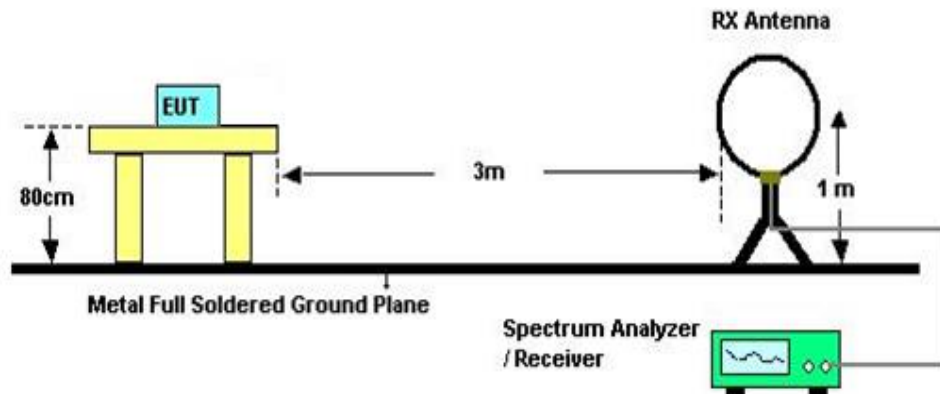 RX Antenna
EUT
3m
80cm
1 m
Metal Full Soldered Ground Plane
Spectrum Analyzer
/ Receiver